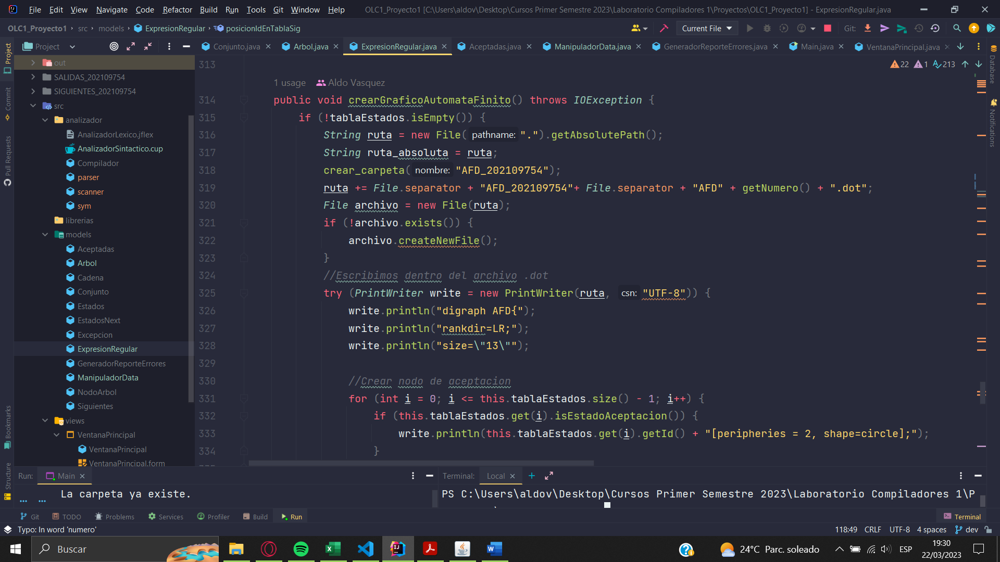 File Edit View Navigate Code Refactor Build Run Tools Git Window Help OLC1_Proyecto1 [C:\Users\aldov\Desktop\Cursos Primer Semestre 2023\Laboratorio Compiladores 1\Proyectos\OLC1_Proyecto1] - ExpresionRegular.java
OLC1_Proyecto1 src models ExpresionRegular posicionIdEnTablaSig Current File Git:
Project Conjunto.java Arbol.java ExpresionRegular.java Aceptadas.java ManipuladorData.java GeneradorReporteErrores.java Main.java VentanaPrincipal.java
Project
Commit
Pull Requests
Bookmarks
Structure
out
SALIDAS_202109754
SIGUIENTES_202109754
src
analizador
AnalizadorLexico.jflex
AnalizadorSintactico.cup
Compilador
parser
scanner
sym
librerias
models
Aceptadas
Arbol
Cadena
Conjunto
Estados
EstadosNext
Excepcion
ExpresionRegular
GeneradorReporteErrores
ManipuladorData
NodoArbol
Siguientes
views
VentanaPrincipal
VentanaPrincipal
VentanaPrincipal.form
22 1 213
313
1 usage Aldo Vasquez
314 public void crearGraficoAutomataFinito() throws IOException {
315 if (!tablaEstados.isEmpty()) {
316 String ruta = new File( pathname: ".").getAbsolutePath();
317 String ruta_absoluta = ruta;
318 crear_carpeta( nombre: "AFD_202109754");
319 ruta += File.separator + "AFD_202109754"+ File.separator + "AFD" + getNumero() + ".dot";
320 File archivo = new File(ruta);
321 if (!archivo.exists()) {
322 archivo.createNewFile();
323 }
324 //Escribimos dentro del archivo .dot
325 try (PrintWriter write = new PrintWriter(ruta, csn: "UTF-8")) {
326 write.println("digraph AFD{");
327 write.println("rankdir=LR;");
328 write.println("size=\"13\"");
329
330 //Crear nodo de aceptacion
331 for (int i = 0; i <= this.tablaEstados.size() - 1; i++) {
332 if (this.tablaEstados.get(i).isEstadoAceptacion()) {
333 write.println(this.tablaEstados.get(i).getId() + "[peripheries = 2, shape=circle];");
334 }
Database
Notifications
Run: Main Terminal: Local
La carpeta ya existe.
PS C:\Users\aldov\Desktop\Cursos Primer Semestre 2023\Laboratorio Compiladores 1\P
Git TODO Problems Services Profiler Build Run Terminal
Typo: In word 'numero' 118:49 CRLF UTF-8 4 spaces dev
Buscar 24°C Parc. soleado ESP 19:30
22/03/2023